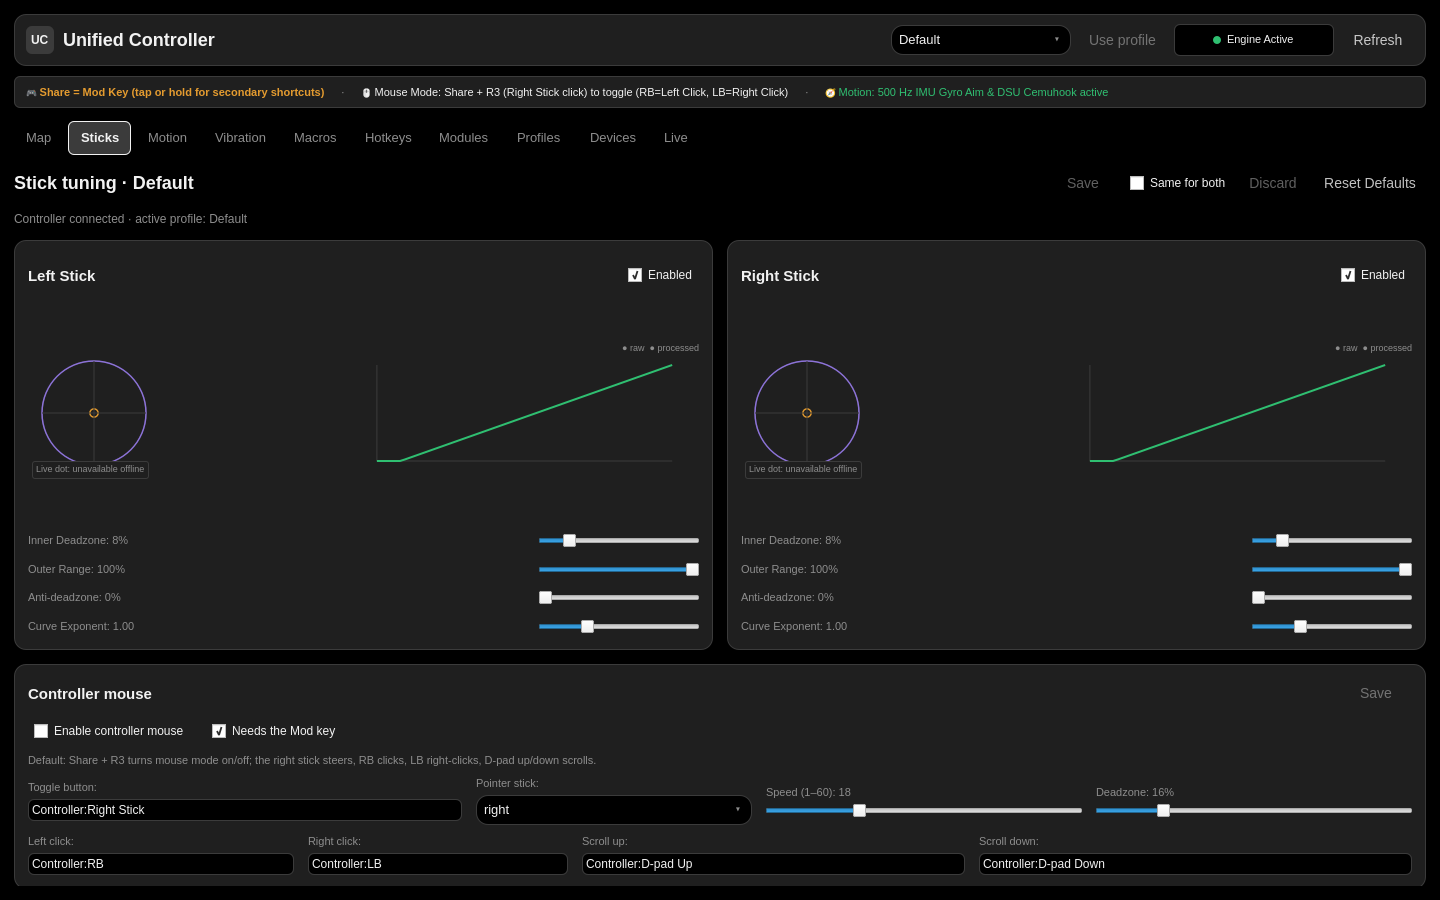 UC Unified Controller Default Use profile Engine Active Refresh
Share = Mod Key (tap or hold for secondary shortcuts) · Mouse Mode: Share + R3 (Right Stick click) to toggle (RB=Left Click, LB=Right Click) · Motion: 500 Hz IMU Gyro Aim & DSU Cemuhook active
Map Sticks Motion Vibration Macros Hotkeys Modules Profiles Devices Live
Stick tuning · Default Save Same for both Discard Reset Defaults
Controller connected · active profile: Default
Left Stick Enabled
● raw ● processed
Live dot: unavailable offline
Inner Deadzone: 8%
Outer Range: 100%
Anti-deadzone: 0%
Curve Exponent: 1.00
Right Stick Enabled
● raw ● processed
Live dot: unavailable offline
Inner Deadzone: 8%
Outer Range: 100%
Anti-deadzone: 0%
Curve Exponent: 1.00
Controller mouse Save
Enable controller mouse Needs the Mod key
Default: Share + R3 turns mouse mode on/off; the right stick steers, RB clicks, LB right-clicks, D-pad up/down scrolls.
Toggle button: Pointer stick: Speed (1–60): 18 Deadzone: 16%
Controller:Right Stick right
Left click: Right click: Scroll up: Scroll down:
Controller:RB Controller:LB Controller:D-pad Up Controller:D-pad Down